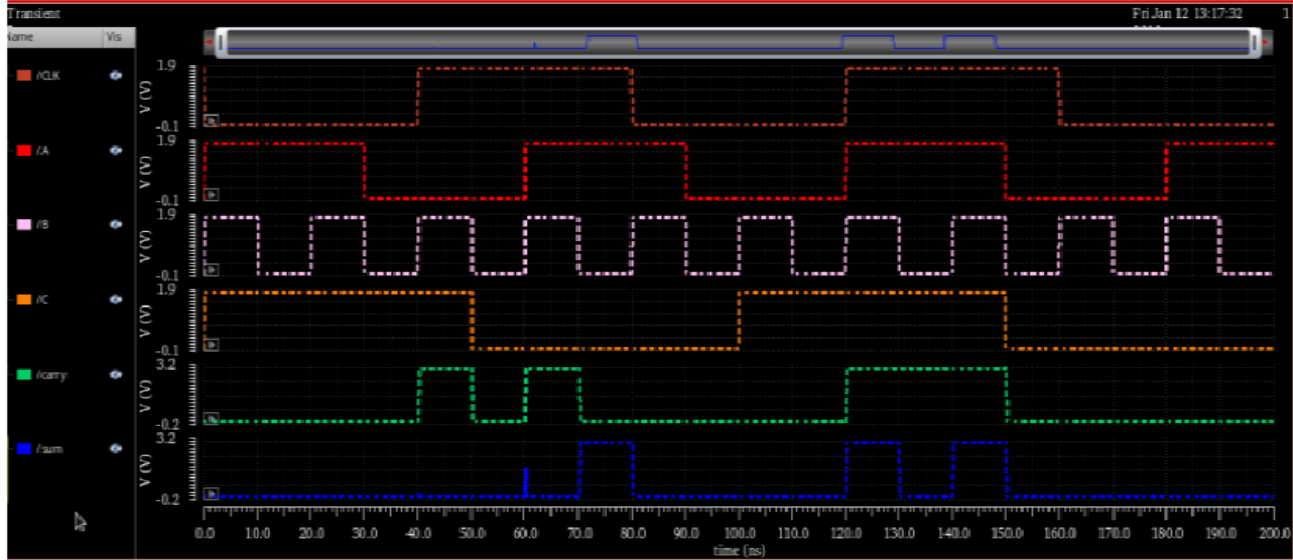 Transient
Fri Jan 12 13:17:32 1
Name Vis
/CLK
1.9
V (V)
-0.1
/A
1.9
V (V)
-0.1
/B
1.9
V (V)
-0.1
/C
1.9
V (V)
-0.1
/carry
3.2
V (V)
-0.2
/sum
3.2
V (V)
-0.2
0.0 10.0 20.0 30.0 40.0 50.0 60.0 70.0 80.0 90.0 100.0 110.0 120.0 130.0 140.0 150.0 160.0 170.0 180.0 190.0 200.0
time (ns)